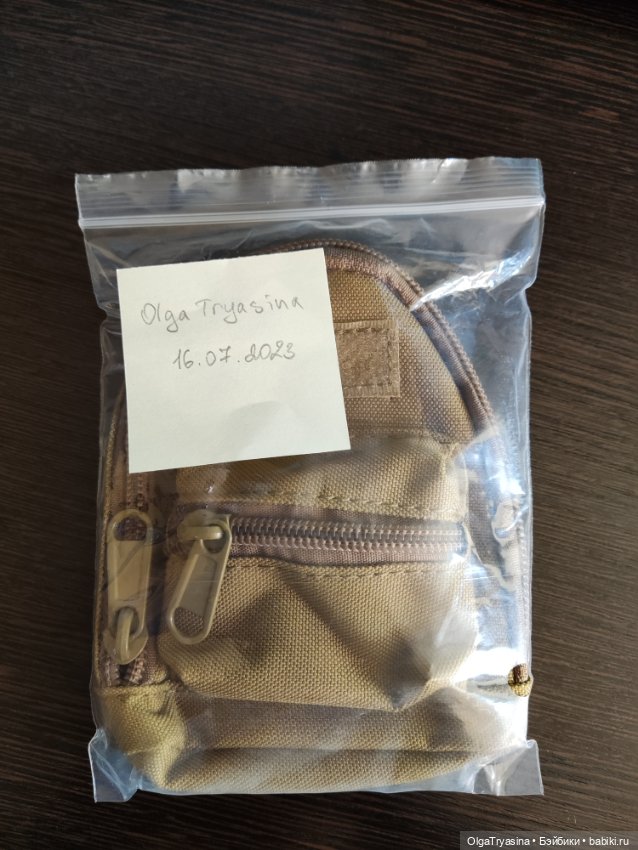 Olga Tryasina
16.07.2023
OlgaTryasina • Бэйбики • babiki.ru